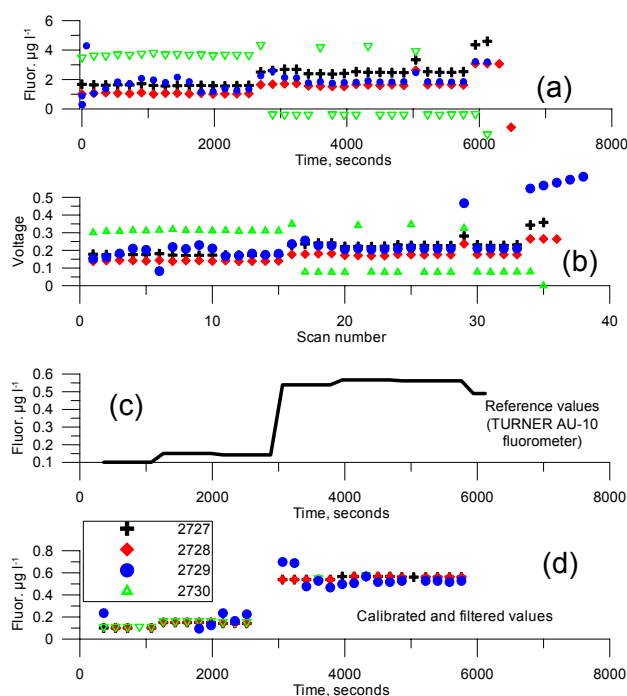 6
4
2
0
Fluor. µg l-1
(a)
0 2000 4000 6000 8000
Time, seconds
0.5
0.4
0.3
0.2
0.1
0
Voltage
(b)
0 10 20 30 40
Scan number
0.6
0.5
0.4
0.3
0.2
0.1
Fluor. µg l-1
(c)
Reference values
(TURNER AU-10
fluorometer)
0 2000 4000 6000 8000
Time, seconds
2727
2728
2729
2730
0.8
0.6
0.4
0.2
0
Fluor. µg l-1
(d)
Calibrated and filtered values
0 2000 4000 6000 8000
Time, seconds